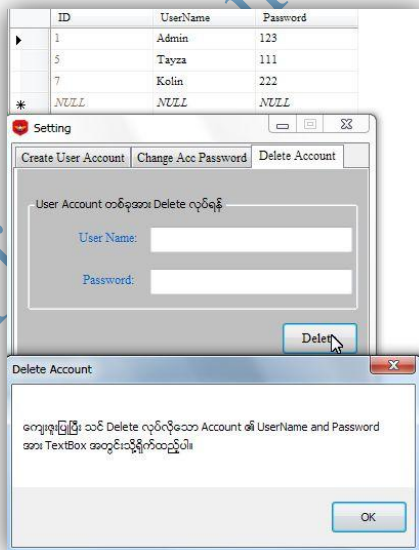 ID UserName Password
1 Admin 123
5 Tayza 111
7 Kolin 222
NULL NULL NULL
Setting
Create User Account Change Acc Password Delete Account
User Account တစ်ခုအား Delete လုပ်ရန်
User Name:
Password:
Delete
Delete Account
ကျေးဇူးပြုပြီး သင် Delete လုပ်လိုသော Account ၏ UserName and Password
အား TextBox အတွင်းသို့ရိုက်ထည့်ပါ။
OK